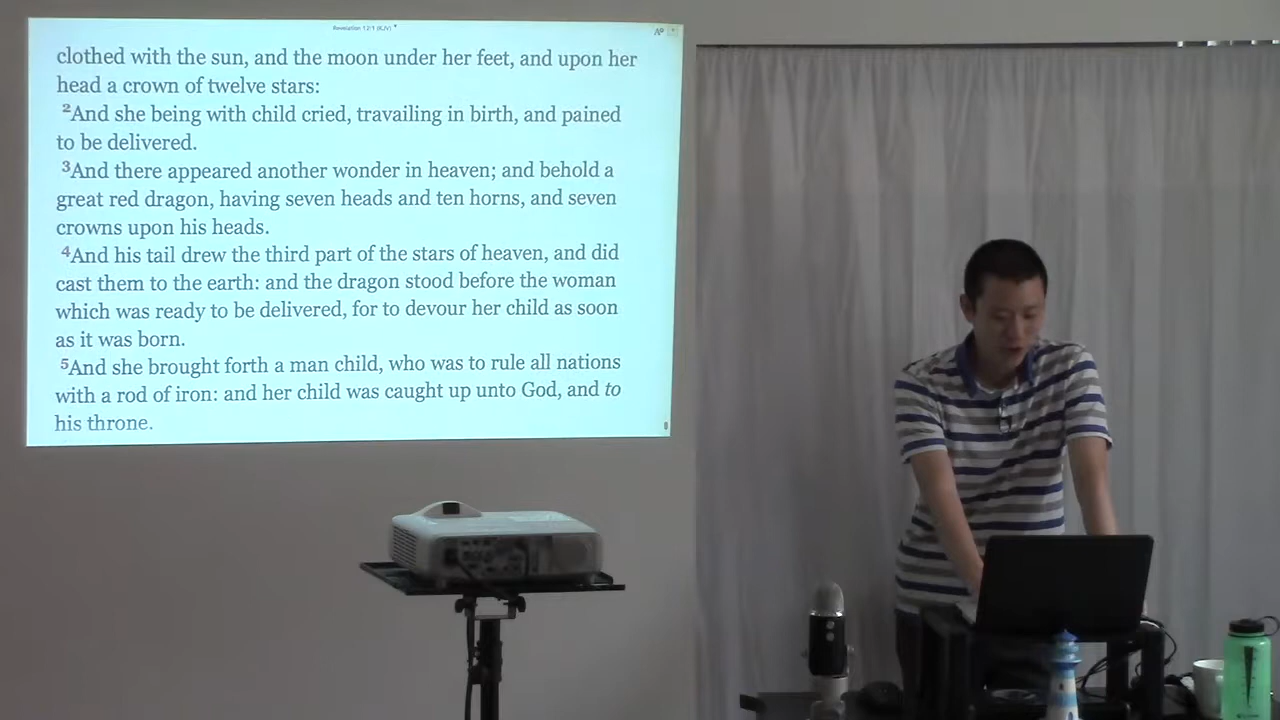 Revelation 12:1 (KJV)
clothed with the sun, and the moon under her feet, and upon her
head a crown of twelve stars:
2And she being with child cried, travailing in birth, and pained
to be delivered.
3And there appeared another wonder in heaven; and behold a
great red dragon, having seven heads and ten horns, and seven
crowns upon his heads.
4And his tail drew the third part of the stars of heaven, and did
cast them to the earth: and the dragon stood before the woman
which was ready to be delivered, for to devour her child as soon
as it was born.
5And she brought forth a man child, who was to rule all nations
with a rod of iron: and her child was caught up unto God, and to
his throne.